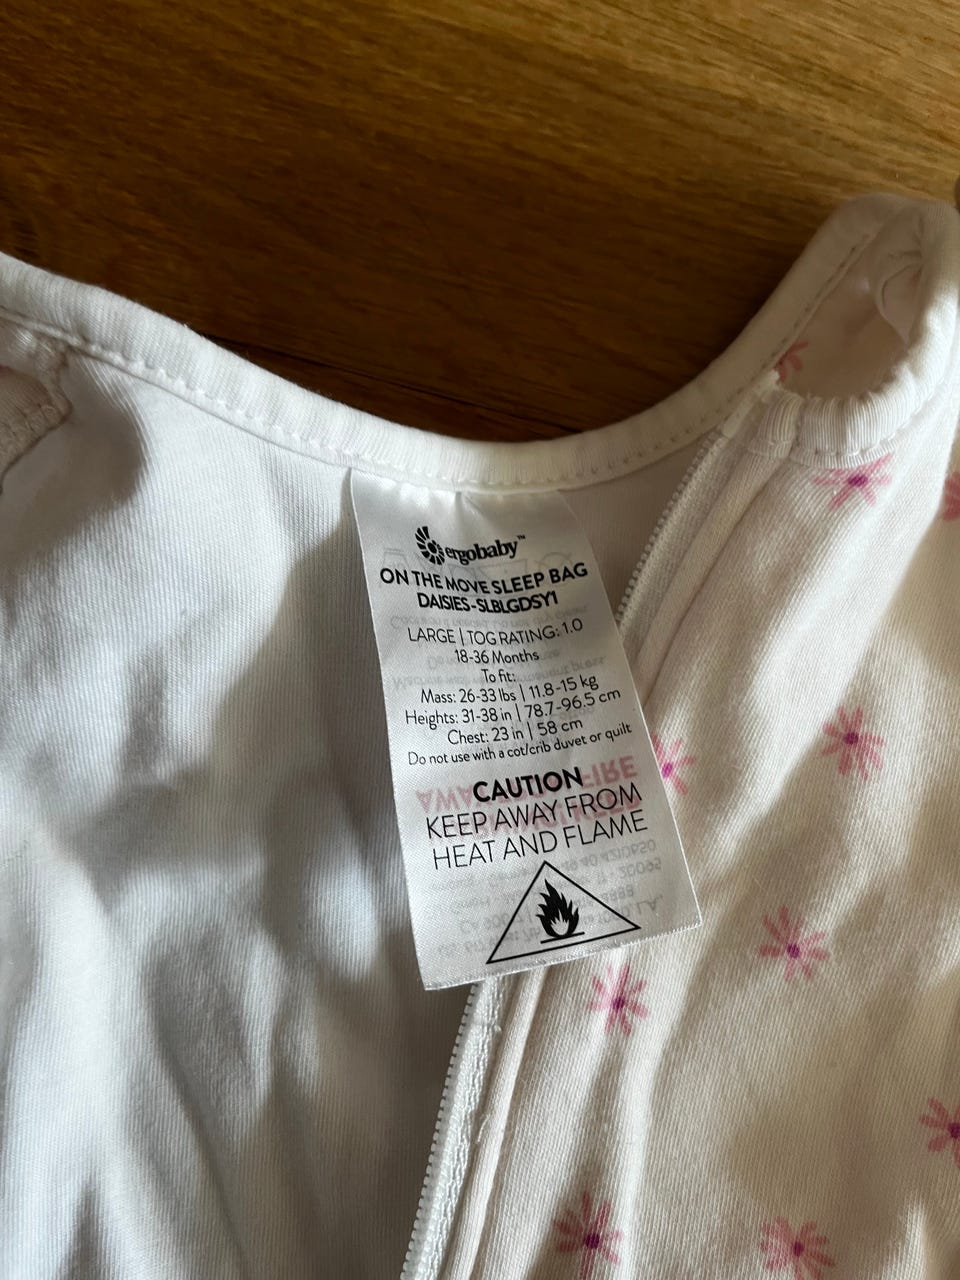 ergobaby™
ON THE MOVE SLEEP BAG
DAISIES-SLBLGDSY1
LARGE | TOG RATING: 1.0
18-36 Months
To fit:
Mass: 26-33 lbs | 11.8-15 kg
Heights: 31-38 in | 78.7-96.5 cm
Chest: 23 in | 58 cm
Do not use with a cot/crib duvet or quilt
CAUTION
KEEP AWAY FROM
HEAT AND FLAME